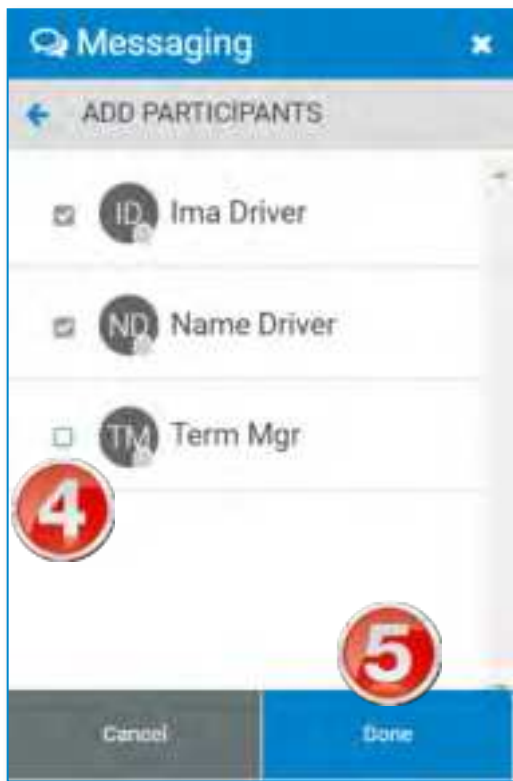 Messaging
ADD PARTICIPANTS
ID Ima Driver
ND Name Driver
TM Term Mgr
4
5
Cancel Done